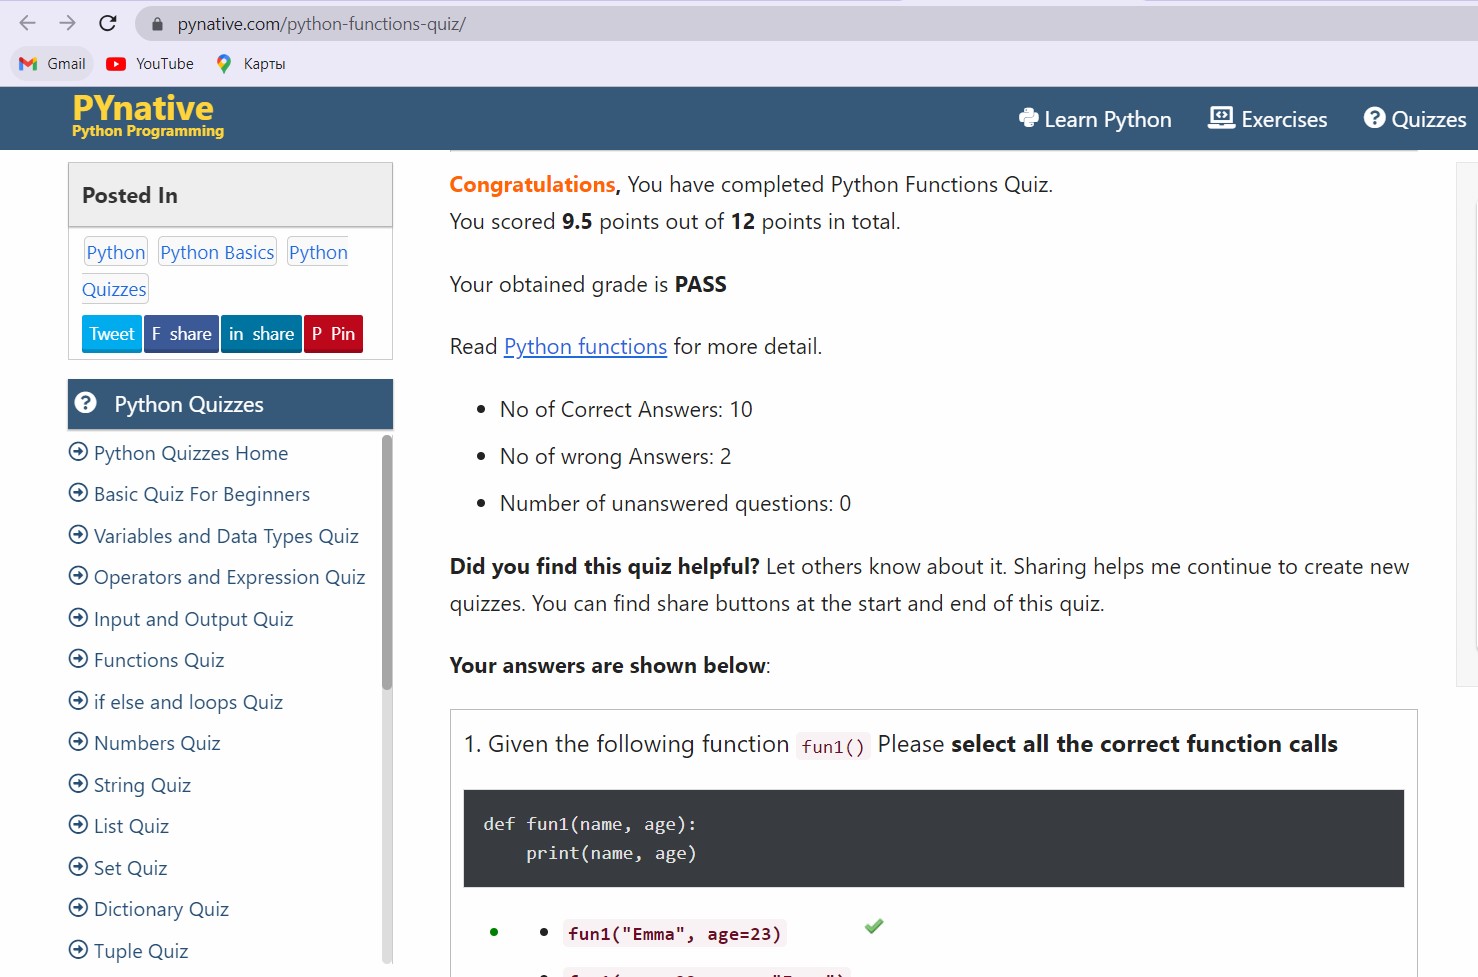 pynative.com/python-functions-quiz/
Gmail YouTube Карты
PYnative
Python Programming
Learn Python Exercises Quizzes
Posted In
Python Python Basics Python
Quizzes
Tweet F share in share P Pin
Python Quizzes
Python Quizzes Home
Basic Quiz For Beginners
Variables and Data Types Quiz
Operators and Expression Quiz
Input and Output Quiz
Functions Quiz
if else and loops Quiz
Numbers Quiz
String Quiz
List Quiz
Set Quiz
Dictionary Quiz
Tuple Quiz
Congratulations, You have completed Python Functions Quiz.
You scored 9.5 points out of 12 points in total.
Your obtained grade is PASS
Read Python functions for more detail.
No of Correct Answers: 10
No of wrong Answers: 2
Number of unanswered questions: 0
Did you find this quiz helpful? Let others know about it. Sharing helps me continue to create new
quizzes. You can find share buttons at the start and end of this quiz.
Your answers are shown below:
1. Given the following function fun1() Please select all the correct function calls
def fun1(name, age):
print(name, age)
fun1("Emma", age=23)